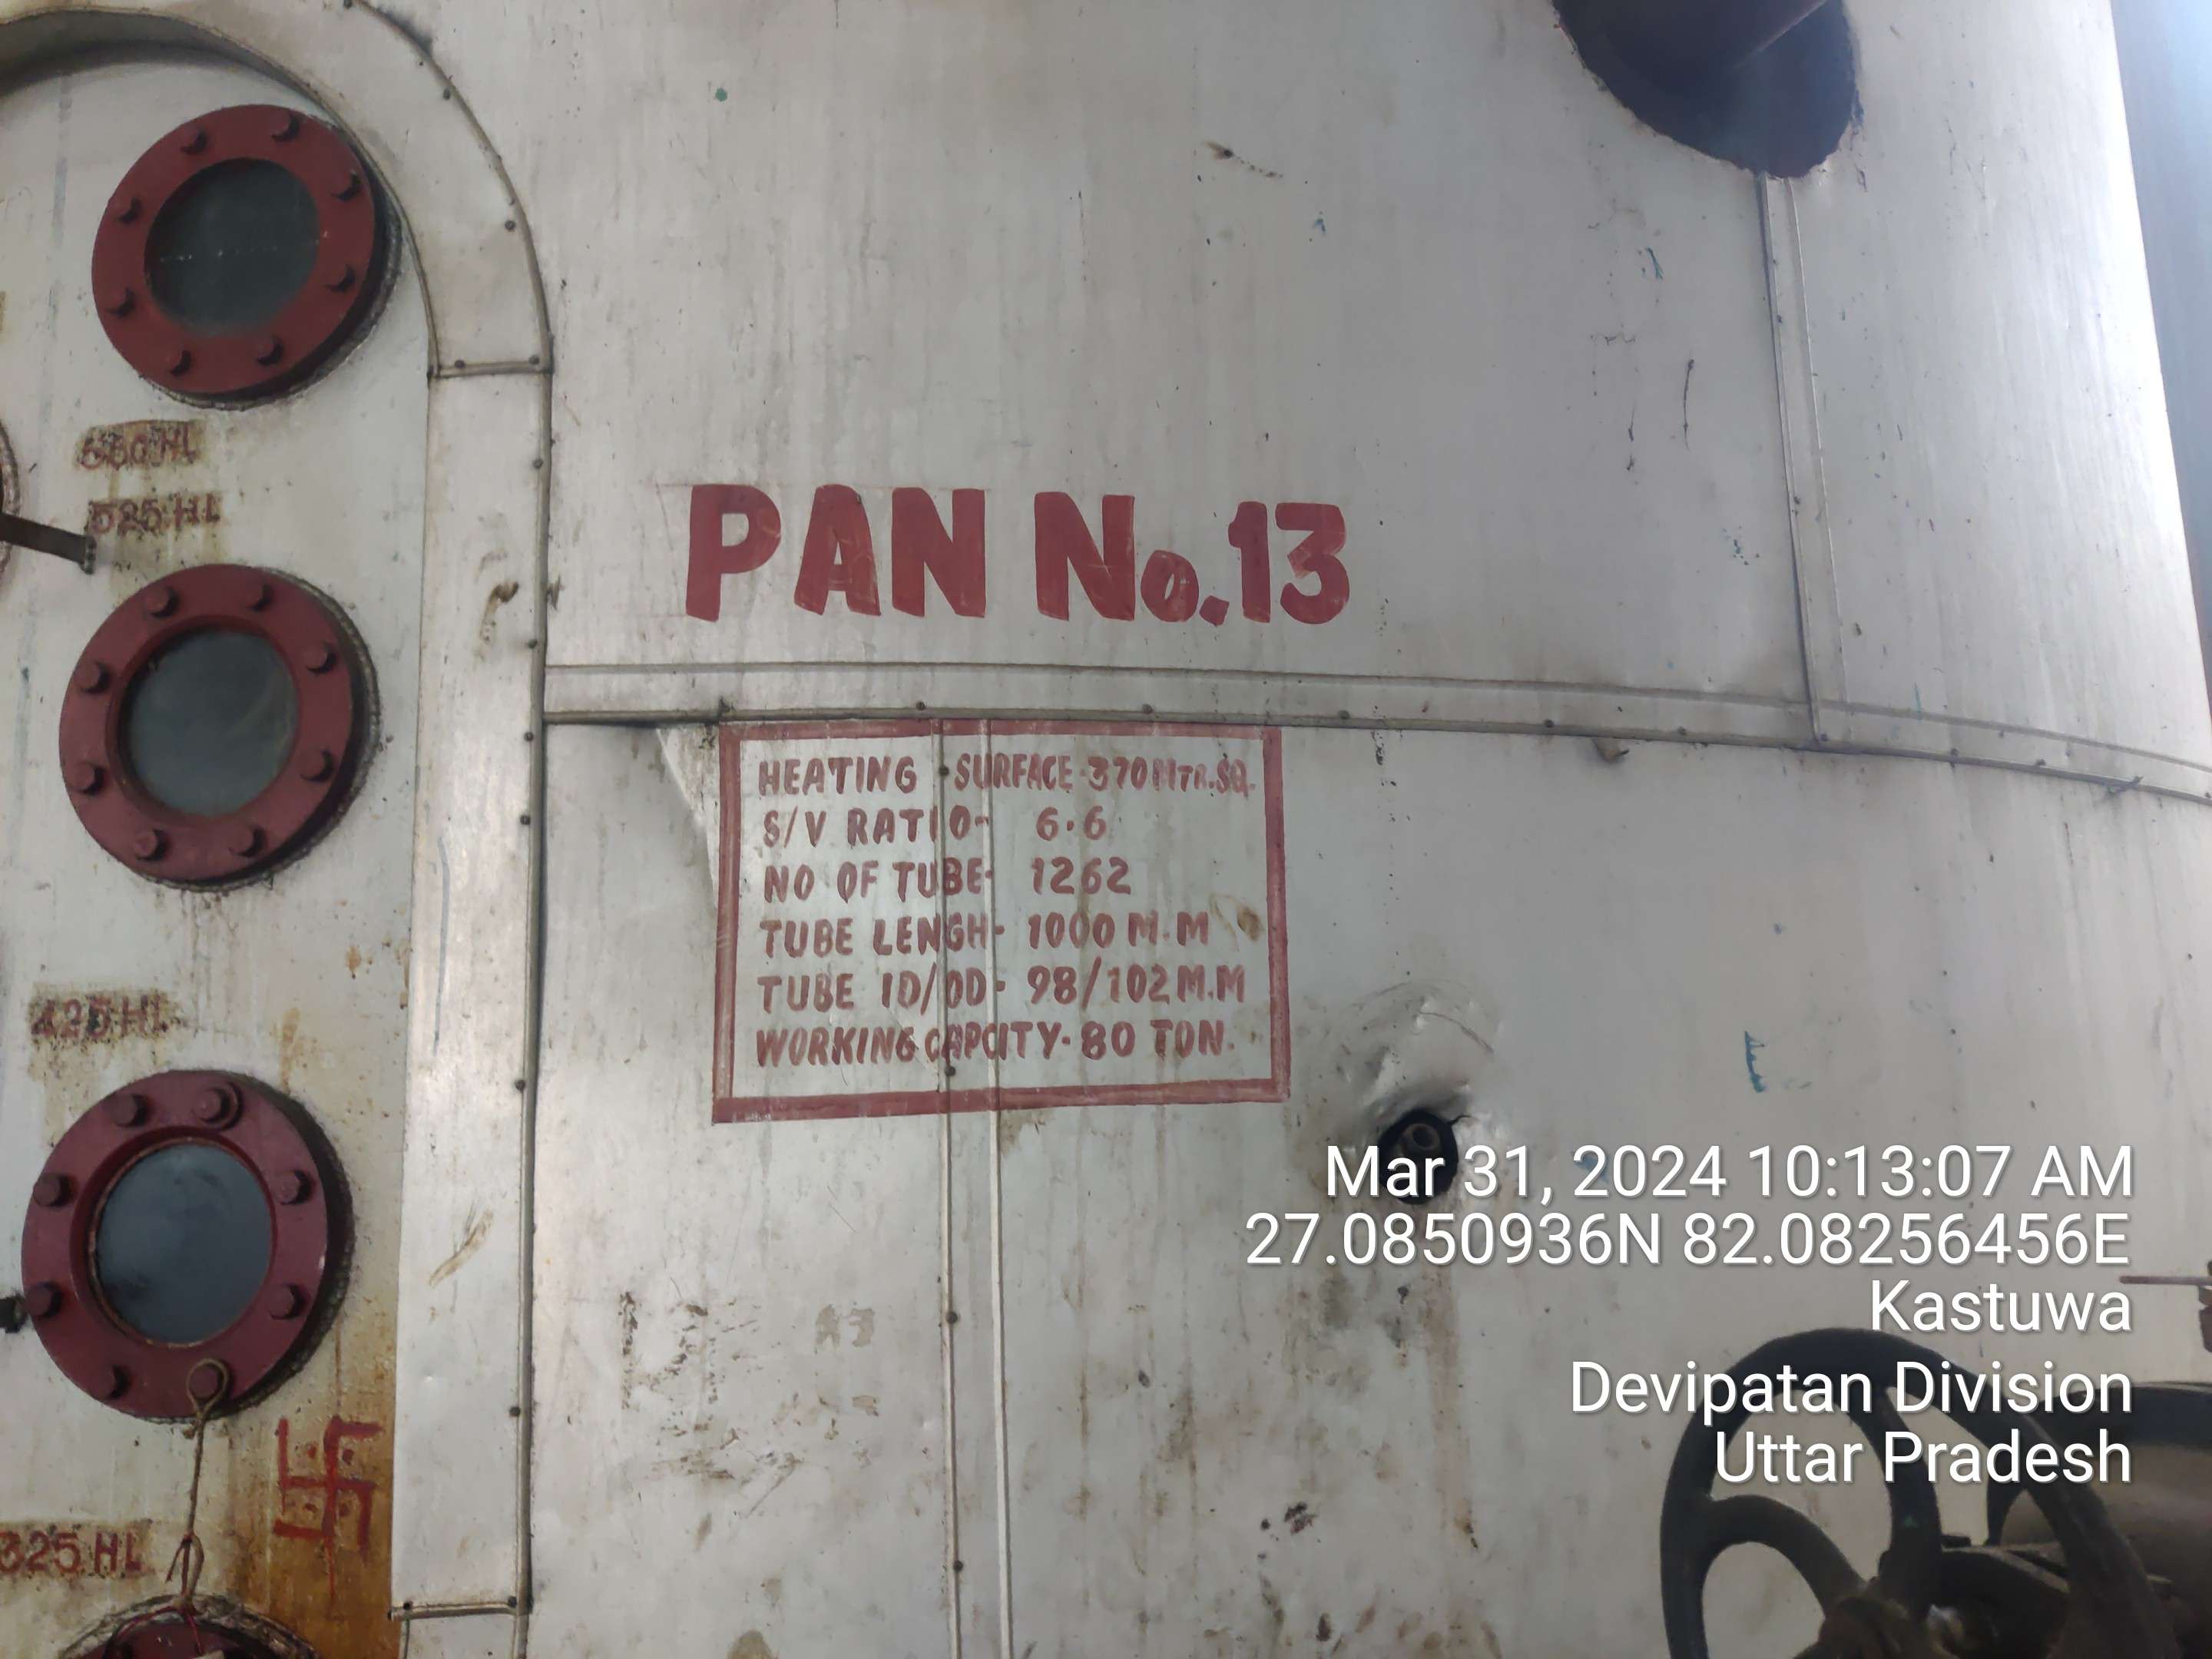 550 HL
525 HL
PAN No.13
HEATING SURFACE-370 MTR.SQ.
S/V RATIO- 6.6
NO OF TUBE- 1262
TUBE LENGH- 1000 M.M
TUBE ID/OD- 98/102 M.M
WORKING CAPCITY- 80 TON.
425 HL
325 HL
Mar 31, 2024 10:13:07 AM
27.0850936N 82.08256456E
Kastuwa
Devipatan Division
Uttar Pradesh